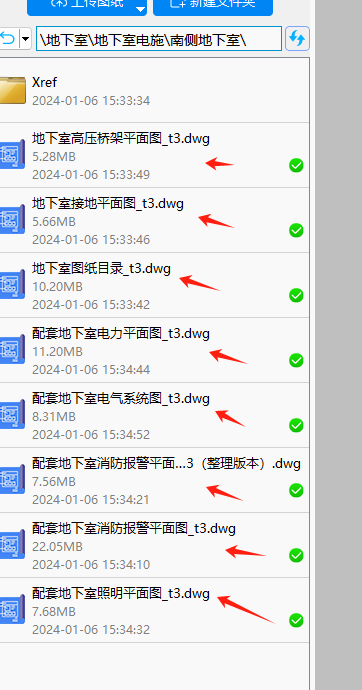 上传图纸
新建文件夹
\地下室\地下室电施\南侧地下室\
Xref
2024-01-06 15:33:34
地下室高压桥架平面图_t3.dwg
5.28MB
2024-01-06 15:33:49
地下室接地平面图_t3.dwg
5.66MB
2024-01-06 15:33:46
地下室图纸目录_t3.dwg
10.20MB
2024-01-06 15:33:42
配套地下室电力平面图_t3.dwg
11.20MB
2024-01-06 15:34:44
配套地下室电气系统图_t3.dwg
8.31MB
2024-01-06 15:34:52
配套地下室消防报警平面...3（整理版本）.dwg
7.56MB
2024-01-06 15:34:21
配套地下室消防报警平面图_t3.dwg
22.05MB
2024-01-06 15:34:10
配套地下室照明平面图_t3.dwg
7.68MB
2024-01-06 15:34:32